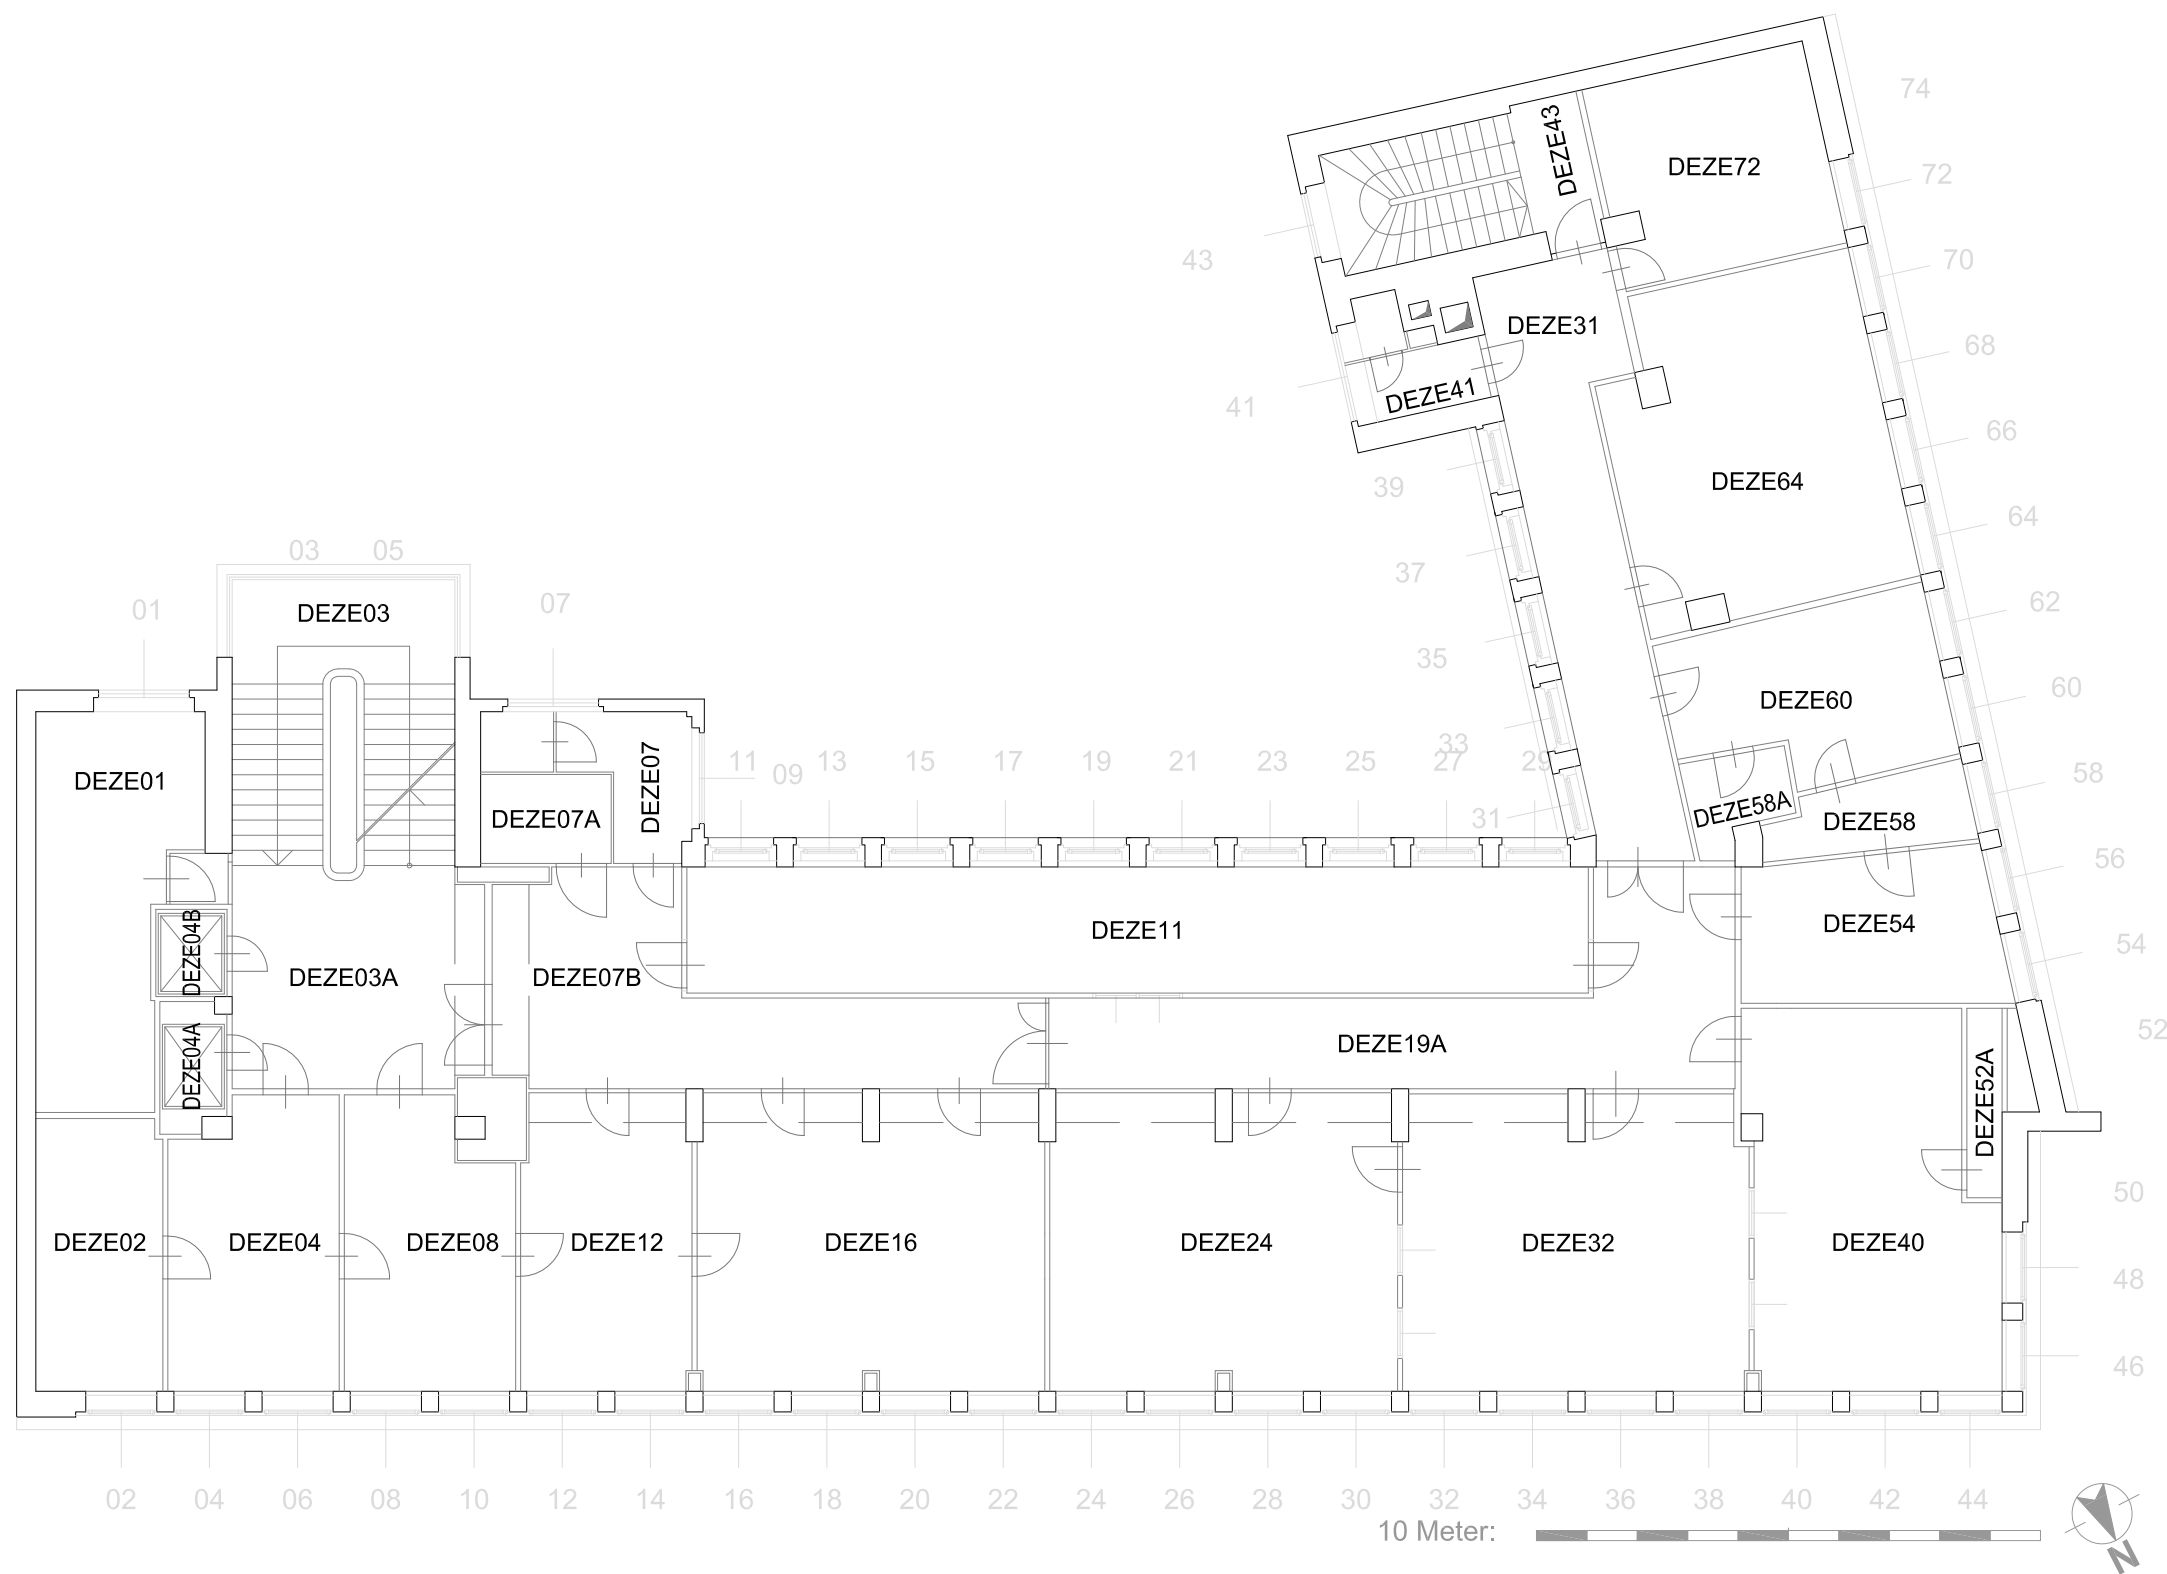 74
DEZE43
DEZE72
72
43
70
DEZE31
68
DEZE41
41
66
DEZE64
39
64
37
03 05
62
DEZE03
01
07
35
60
DEZE60
33
DEZE07
11 09 13 15 17 19 21 23 25 27 29
58
DEZE01
DEZE58A
DEZE07A
31
DEZE58
56
DEZE54
DEZE11
54
DEZE04B
DEZE03A
DEZE07B
52
DEZE19A
DEZE04A
DEZE52A
50
DEZE02 DEZE04 DEZE08 DEZE12 DEZE16 DEZE24 DEZE32 DEZE40
48
46
02 04 06 08 10 12 14 16 18 20 22 24 26 28 30 32 34 36 38 40 42 44
10 Meter:
N